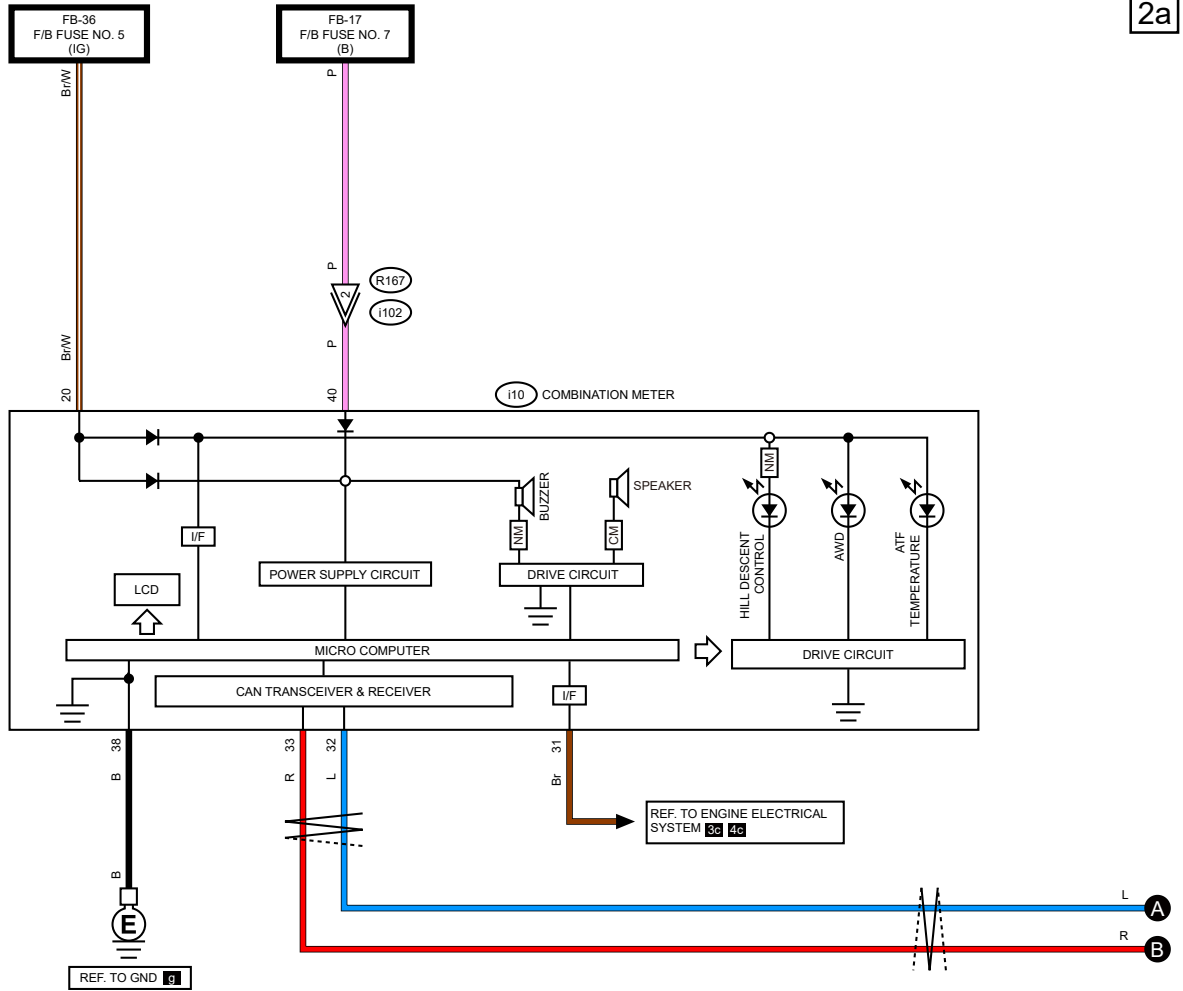 2a
FB-36
F/B FUSE NO. 5
(IG)
FB-17
F/B FUSE NO. 7
(B)
Br/W
P
P
2
R167
i102
Br/W
P
20
40
i10 COMBINATION METER
NM
BUZZER
SPEAKER
NM
CM
I/F
HILL DESCENT
CONTROL
AWD
ATF
TEMPERATURE
LCD
POWER SUPPLY CIRCUIT
DRIVE CIRCUIT
MICRO COMPUTER
DRIVE CIRCUIT
CAN TRANSCEIVER & RECEIVER
I/F
38
33
32
31
B
R
L
Br
REF. TO ENGINE ELECTRICAL
SYSTEM 3c 4c
B
E
L
A
R
B
REF. TO GND g